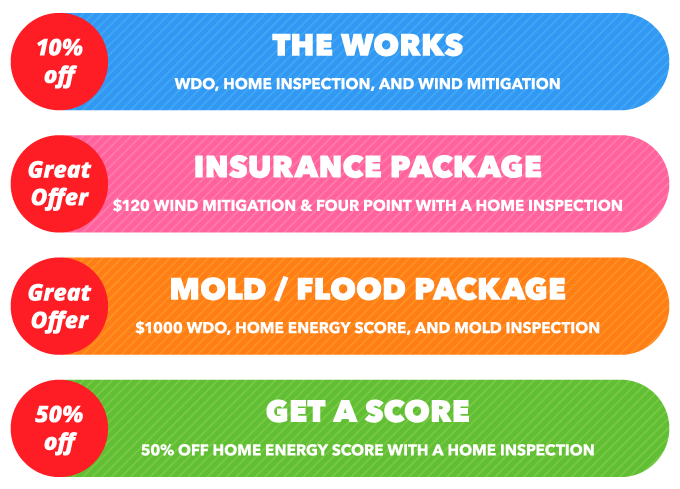 10%
off
THE WORKS
WDO, HOME INSPECTION, AND WIND MITIGATION
Great
Offer
INSURANCE PACKAGE
$120 WIND MITIGATION & FOUR POINT WITH A HOME INSPECTION
Great
Offer
MOLD / FLOOD PACKAGE
$1000 WDO, HOME ENERGY SCORE, AND MOLD INSPECTION
50%
off
GET A SCORE
50% OFF HOME ENERGY SCORE WITH A HOME INSPECTION